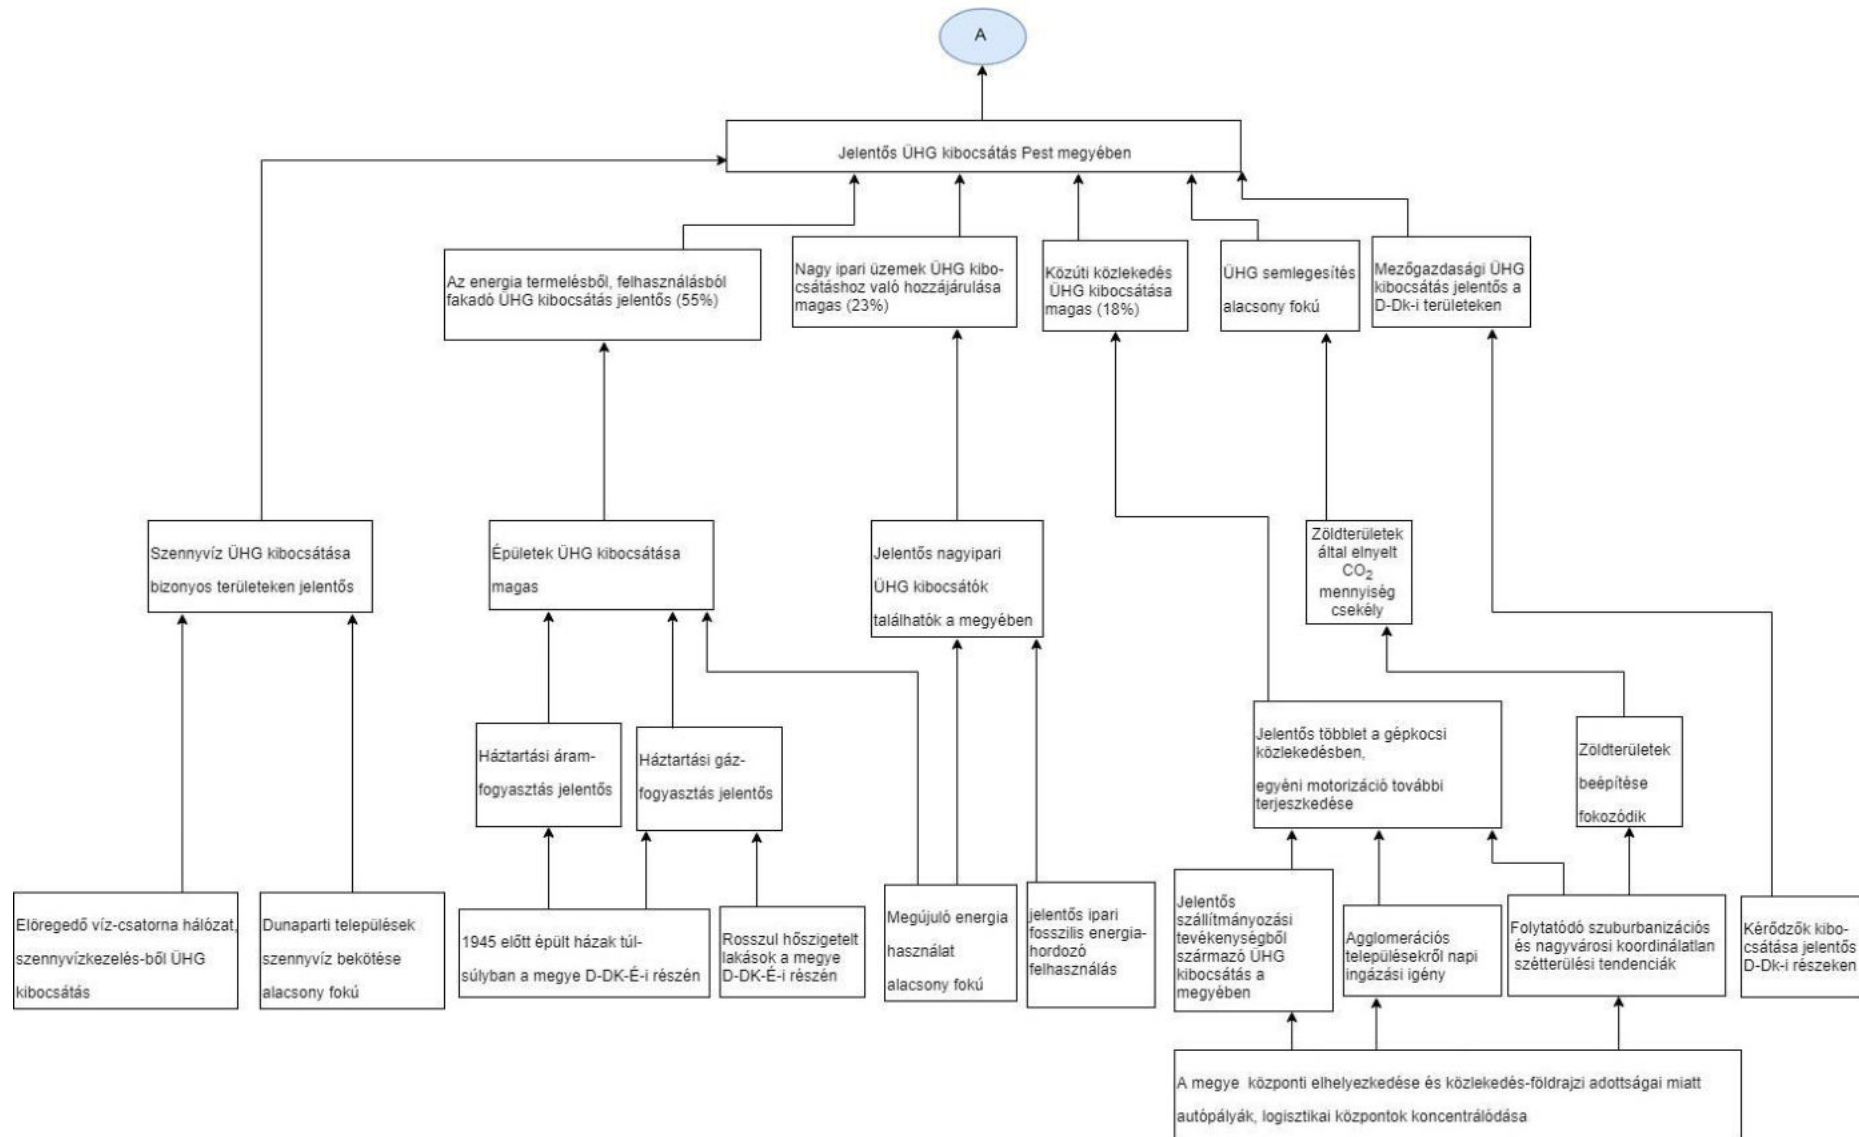 A
Jelentős ÜHG kibocsátás Pest megyében
Az energia termelésből, felhasználásból
fakadó ÜHG kibocsátás jelentős (55%)
Nagy ipari üzemek ÜHG kibo-
csátáshoz való hozzájárulása
magas (23%)
Közúti közlekedés
ÜHG kibocsátása
magas (18%)
ÜHG semlegesítés
alacsony fokú
Mezőgazdasági ÜHG
kibocsátás jelentős a
D-Dk-i területeken
Szennyvíz ÜHG kibocsátása
bizonyos területeken jelentős
Épületek ÜHG kibocsátása
magas
Jelentős nagyipari
ÜHG kibocsátók
találhatók a megyében
Zöldterületek
által elnyelt
CO₂
mennyiség
csekély
Háztartási áram-
fogyasztás jelentős
Háztartási gáz-
fogyasztás jelentős
Jelentős többlet a gépkocsi
közlekedésben,
egyéni motorizáció további
terjeszkedése
Zöldterületek
beépítése
fokozódik
Elöregedő víz-csatorna hálózat,
szennyvízkezelés-ből ÜHG
kibocsátás
Dunaparti települések
szennyvíz bekötése
alacsony fokú
1945 előtt épült házak túl-
súlyban a megye D-DK-É-i részén
Rosszul hőszigetelt
lakások a megye
D-DK-É-i részén
Megújuló energia
használat
alacsony fokú
jelentős ipari
fosszilis energia-
hordozó
felhasználás
Jelentős
szállítmányozási
tevékenységből
származó ÜHG
kibocsátás a
megyében
Agglomerációs
településekről napi
ingázási igény
Folytatódó szuburbanizációs
és nagyvárosi koordinálatlan
szétterülési tendenciák
Kérődzők kibo-
csátása jelentős
D-Dk-i részeken
A megye központi elhelyezkedése és közlekedés-földrajzi adottságai miatt
autópályák, logisztikai központok koncentrálódása